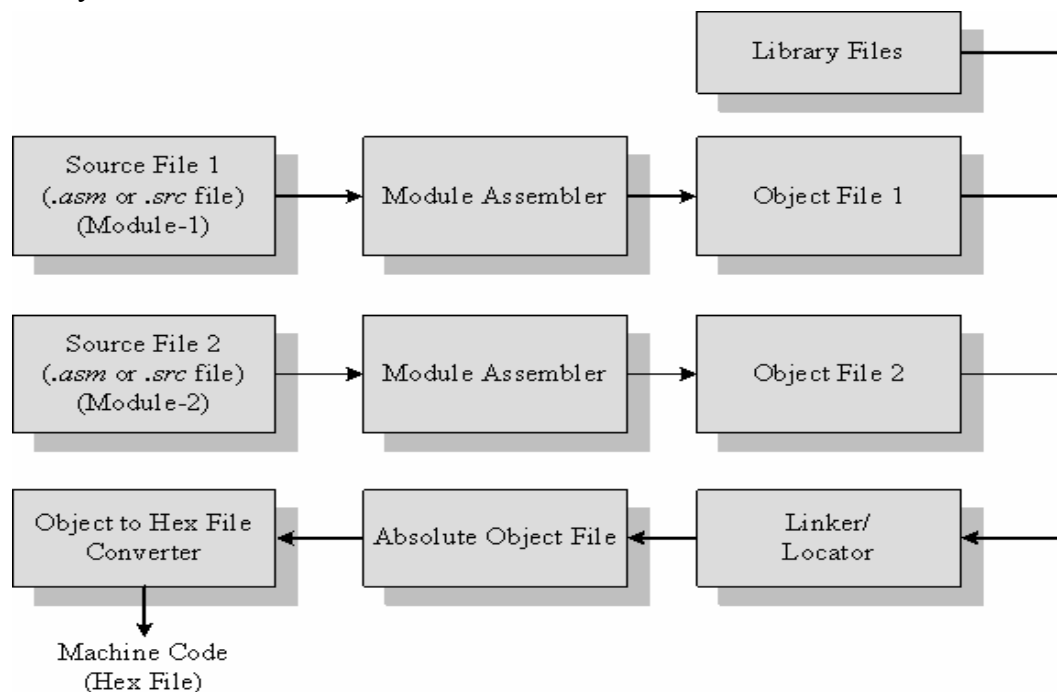 Library Files
Source File 1
(.asm or .src file)
(Module-1)
Module Assembler
Object File 1
Source File 2
(.asm or .src file)
(Module-2)
Module Assembler
Object File 2
Object to Hex File
Converter
Absolute Object File
Linker/
Locator
Machine Code
(Hex File)